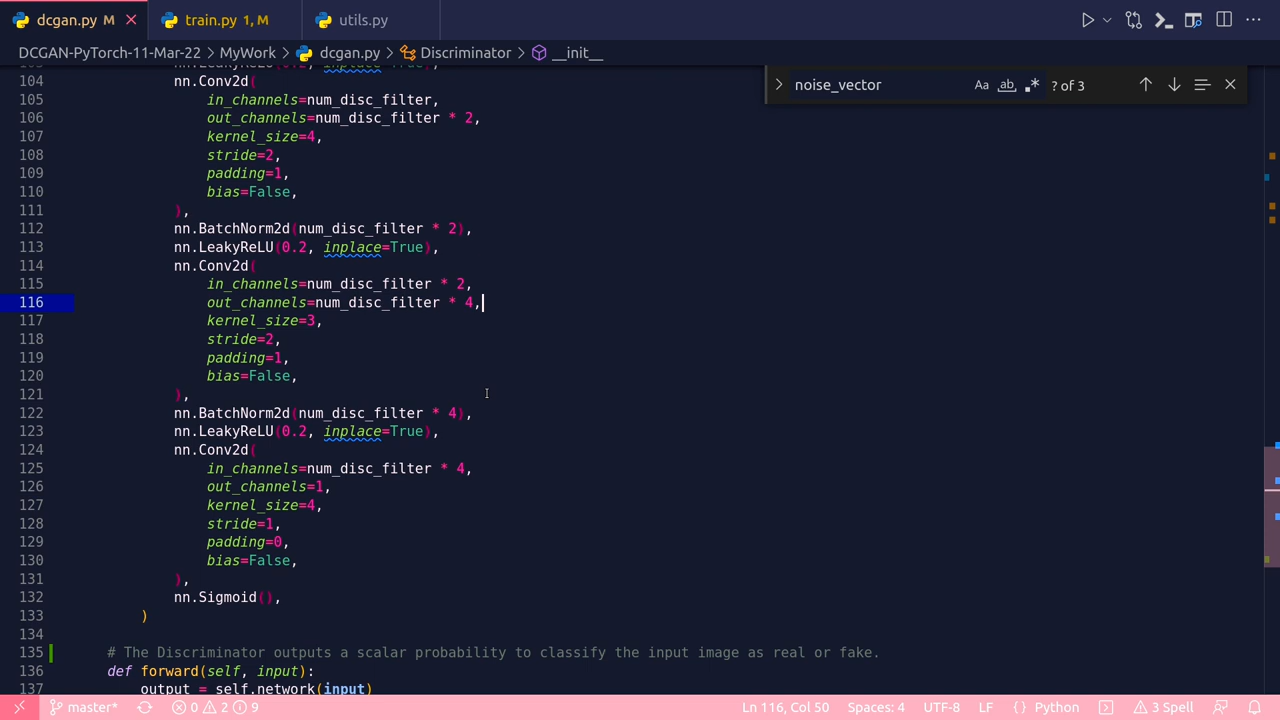 dcgan.py M
train.py 1, M
utils.py
DCGAN-PyTorch-11-Mar-22 > MyWork > dcgan.py > Discriminator > __init__
noise_vector Aa ab .* ? of 3
104 nn.Conv2d(
105 in_channels=num_disc_filter,
106 out_channels=num_disc_filter * 2,
107 kernel_size=4,
108 stride=2,
109 padding=1,
110 bias=False,
111 ),
112 nn.BatchNorm2d(num_disc_filter * 2),
113 nn.LeakyReLU(0.2, inplace=True),
114 nn.Conv2d(
115 in_channels=num_disc_filter * 2,
116 out_channels=num_disc_filter * 4,
117 kernel_size=3,
118 stride=2,
119 padding=1,
120 bias=False,
121 ),
122 nn.BatchNorm2d(num_disc_filter * 4),
123 nn.LeakyReLU(0.2, inplace=True),
124 nn.Conv2d(
125 in_channels=num_disc_filter * 4,
126 out_channels=1,
127 kernel_size=4,
128 stride=1,
129 padding=0,
130 bias=False,
131 ),
132 nn.Sigmoid(),
133 )
134
135 # The Discriminator outputs a scalar probability to classify the input image as real or fake.
136 def forward(self, input):
137 output = self.network(input)
master* 0 2 9 Ln 116, Col 50 Spaces: 4 UTF-8 LF {} Python 3 Spell